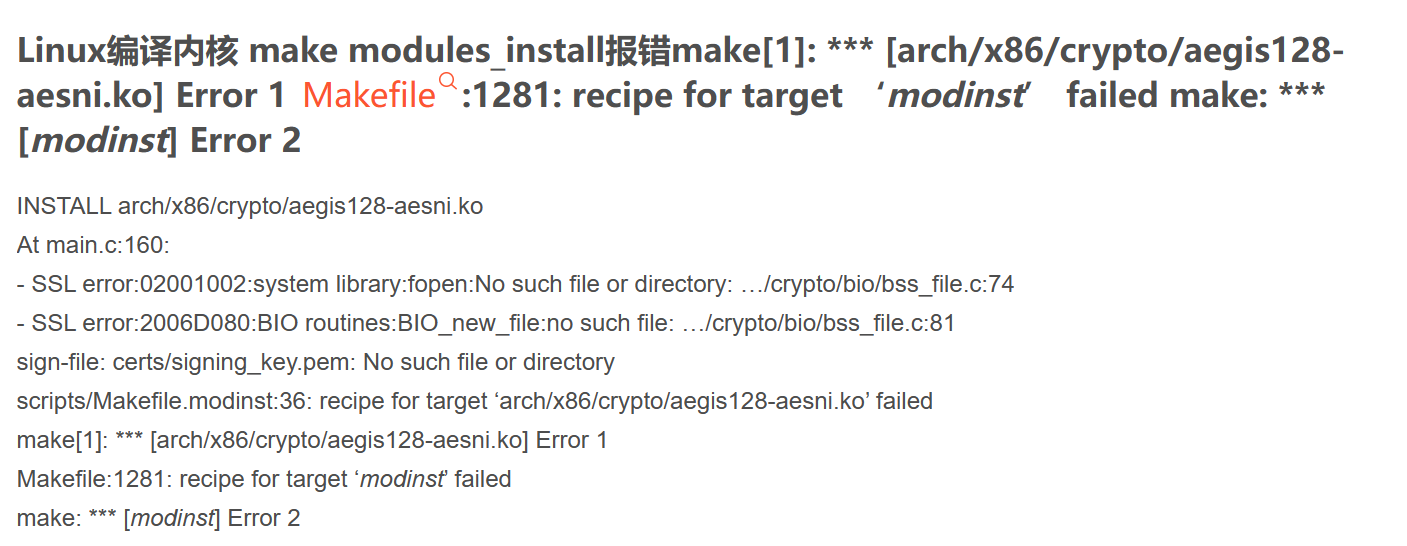 Linux编译内核 make modules_install报错make[1]: *** [arch/x86/crypto/aegis128-
aesni.ko] Error 1 Makefile:1281: recipe for target ‘modinst’ failed make: ***
[modinst] Error 2
INSTALL arch/x86/crypto/aegis128-aesni.ko
At main.c:160:
- SSL error:02001002:system library:fopen:No such file or directory: …/crypto/bio/bss_file.c:74
- SSL error:2006D080:BIO routines:BIO_new_file:no such file: …/crypto/bio/bss_file.c:81
sign-file: certs/signing_key.pem: No such file or directory
scripts/Makefile.modinst:36: recipe for target ‘arch/x86/crypto/aegis128-aesni.ko’ failed
make[1]: *** [arch/x86/crypto/aegis128-aesni.ko] Error 1
Makefile:1281: recipe for target ‘modinst’ failed
make: *** [modinst] Error 2